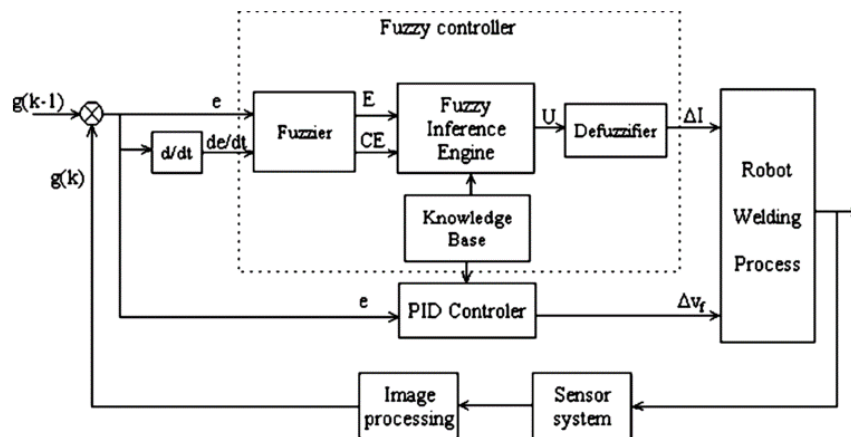 Fuzzy controller
g(k-1)
e
E
Fuzzier
Fuzzy
Inference
Engine
U
Defuzzifier
ΔI
d/dt
de/dt
CE
g(k)
Robot
Welding
Process
Knowledge
Base
e
PID Controler
Δv_f
Image
processing
Sensor
system